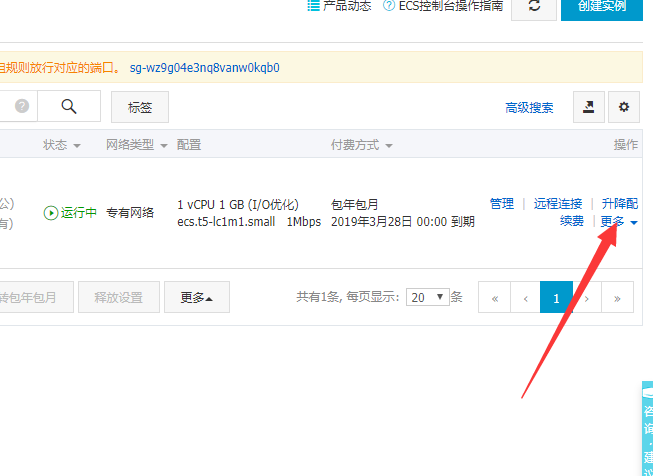 产品动态 ? ECS控制台操作指南 创建实例
组规则放行对应的端口。 sg-wz9g04e3nq8vanw0kqb0
? 标签 高级搜索
状态 网络类型 配置 付费方式 操作
公) 1 vCPU 1 GB (I/O优化) 包年包月 管理 | 远程连接 | 升降配
运行中 专有网络
有) ecs.t5-lc1m1.small 1Mbps 2019年3月28日 00:00 到期 续费 | 更多
转包年包月 释放设置 更多 共有1条, 每页显示: 20 条 « ‹ 1 › »
咨
询
·
建
议